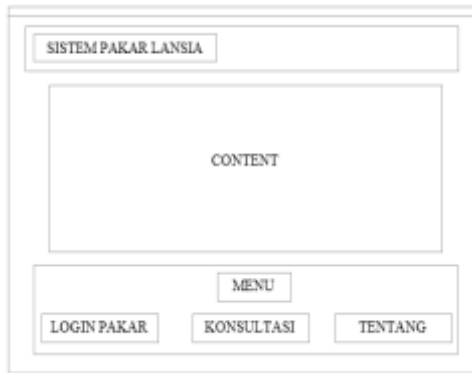 SISTEM PAKAR LANSIA
CONTENT
MENU
LOGIN PAKAR KONSULTASI TENTANG